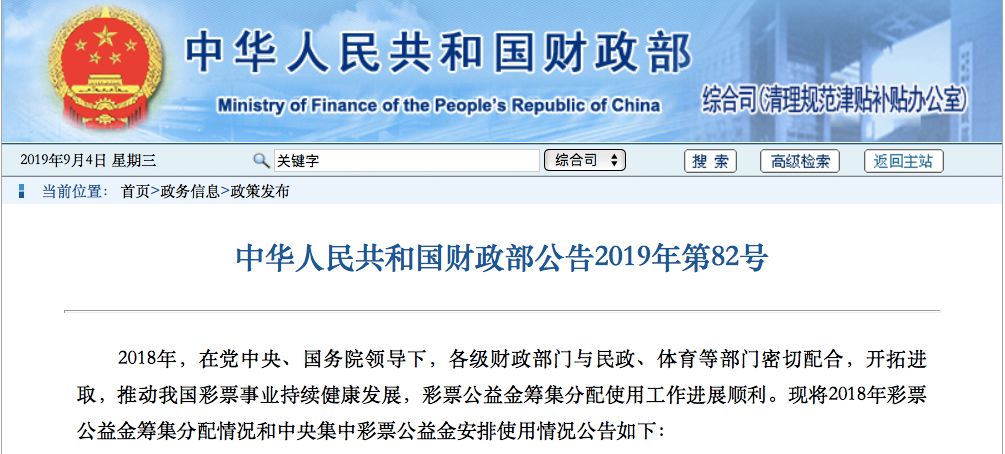 中华人民共和国财政部
Ministry of Finance of the People's Republic of China
综合司(清理规范津贴补贴办公室)
2019年9月4日 星期三
关键字
综合司
搜 索
高级检索
返回主站
当前位置： 首页>政务信息>政策发布
中华人民共和国财政部公告2019年第82号
2018年，在党中央、国务院领导下，各级财政部门与民政、体育等部门密切配合，开拓进
取，推动我国彩票事业持续健康发展，彩票公益金筹集分配使用工作进展顺利。现将2018年彩票
公益金筹集分配情况和中央集中彩票公益金安排使用情况公告如下：